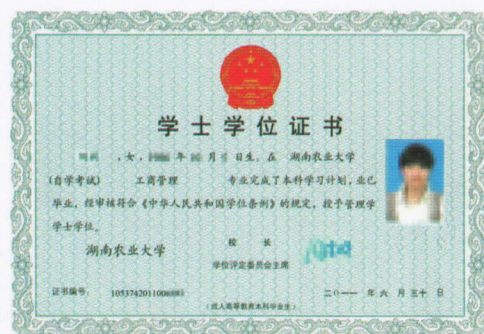 学士学位证书
,女, 年 月 日生。在 湖南农业大学
(自学考试) 工商管理 专业完成了本科学习计划,业已
毕业,经审核符合《中华人民共和国学位条例》的规定,授予管理学
学士学位。
湖南农业大学
校 长
学位评定委员会主席
证书编号:
二〇一一 年 六 月 三十 日
(成人高等教育本科毕业生)